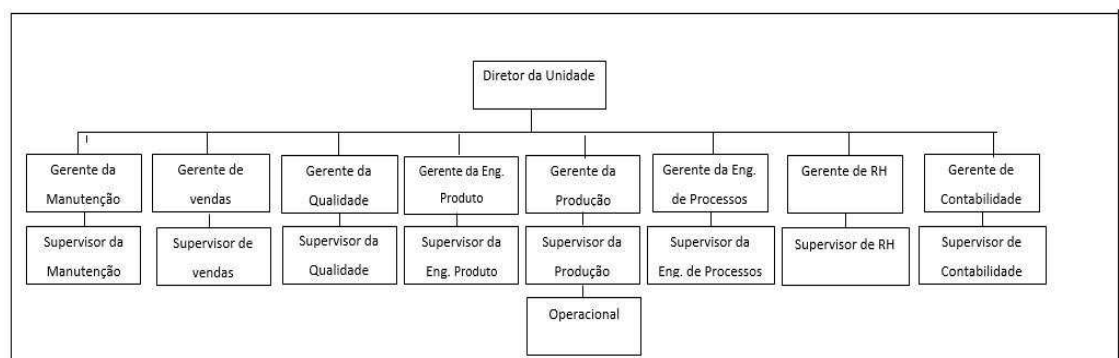 Diretor da Unidade
Gerente da
Manutenção
Gerente de
vendas
Gerente da
Qualidade
Gerente da Eng.
Produto
Gerente da
Produção
Gerente da Eng.
de Processos
Gerente de RH
Gerente de
Contabilidade
Supervisor da
Manutenção
Supervisor de
vendas
Supervisor da
Qualidade
Supervisor da
Eng. Produto
Supervisor da
Produção
Supervisor da
Eng. de Processos
Supervisor de RH
Supervisor de
Contabilidade
Operacional